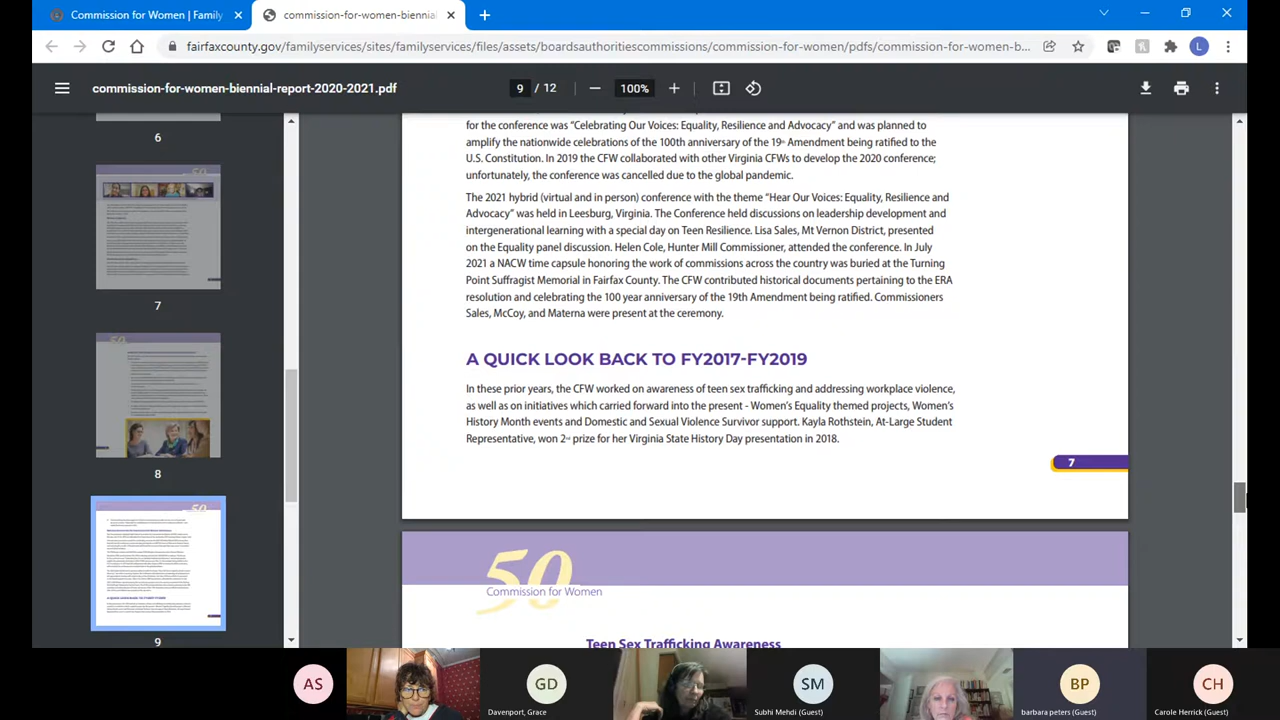 Commission for Women | Family
commission-for-women-biennial
fairfaxcounty.gov/familyservices/sites/familyservices/files/assets/boardsauthoritiescommissions/commission-for-women/pdfs/commission-for-women-b...
L
commission-for-women-biennial-report-2020-2021.pdf
9 / 12
100%
6
7
8
9
for the conference was “Celebrating Our Voices: Equality, Resilience and Advocacy” and was planned to
amplify the nationwide celebrations of the 100th anniversary of the 19th Amendment being ratified to the
U.S. Constitution. In 2019 the CFW collaborated with other Virginia CFWs to develop the 2020 conference;
unfortunately, the conference was cancelled due to the global pandemic.
The 2021 hybrid (virtual and in person) conference with the theme “Hear Our Voices: Equality, Resilience and
Advocacy” was held in Leesburg, Virginia. The Conference held discussions on leadership development and
intergenerational learning with a special day on Teen Resilience. Lisa Sales, Mt Vernon District, presented
on the Equality panel discussion. Helen Cole, Hunter Mill Commissioner, attended the conference. In July
2021 a NACW time capsule honoring the work of commissions across the country was buried at the Turning
Point Suffragist Memorial in Fairfax County. The CFW contributed historical documents pertaining to the ERA
resolution and celebrating the 100 year anniversary of the 19th Amendment being ratified. Commissioners
Sales, McCoy, and Materna were present at the ceremony.
A QUICK LOOK BACK TO FY2017-FY2019
In these prior years, the CFW worked on awareness of teen sex trafficking and addressing workplace violence,
as well as on initiatives which carried forward into the present - Women’s Equality themed projects, Women’s
History Month events and Domestic and Sexual Violence Survivor support. Kayla Rothstein, At-Large Student
Representative, won 2nd prize for her Virginia State History Day presentation in 2018.
7
50
Commission for Women
Teen Sex Trafficking Awareness
AS
GD
Davenport, Grace
SM
Subhi Mehdi (Guest)
BP
barbara peters (Guest)
CH
Carole Herrick (Guest)